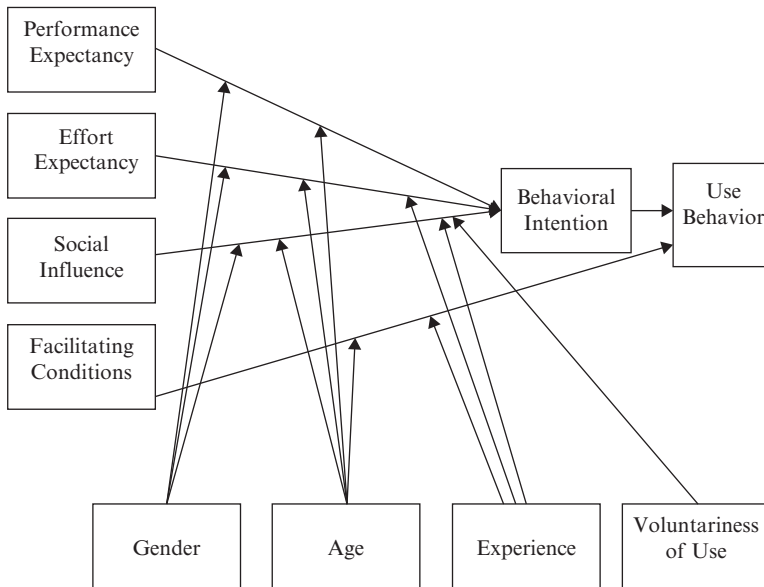 Performance
Expectancy
Effort
Expectancy
Social
Influence
Facilitating
Conditions
Behavioral
Intention
Use
Behavior
Gender
Age
Experience
Voluntariness
of Use